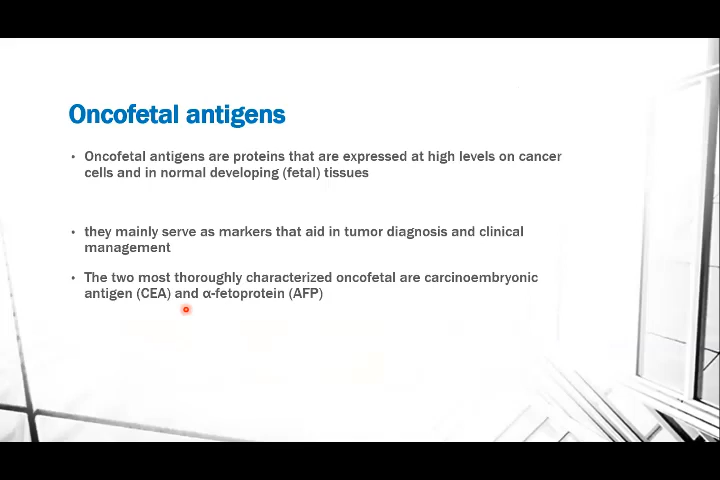 Oncofetal antigens
• Oncofetal antigens are proteins that are expressed at high levels on cancer
cells and in normal developing (fetal) tissues
• they mainly serve as markers that aid in tumor diagnosis and clinical
management
• The two most thoroughly characterized oncofetal are carcinoembryonic
antigen (CEA) and α-fetoprotein (AFP)